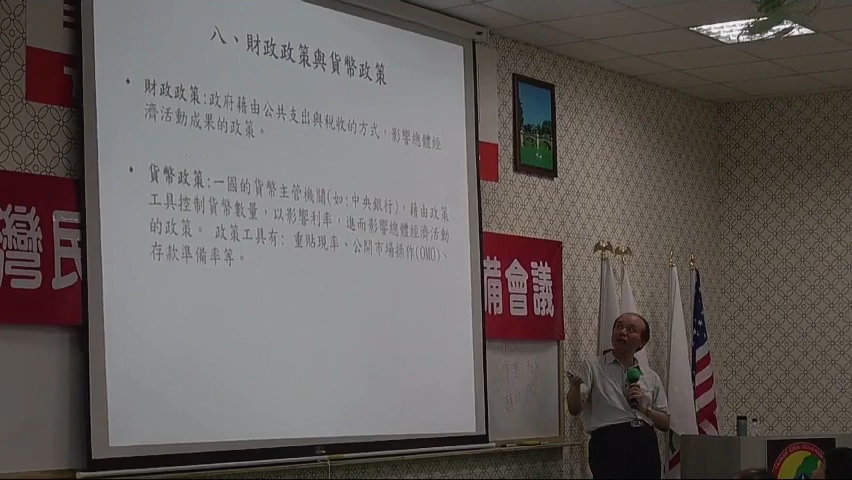 八、財政政策與貨幣政策
• 財政政策:政府藉由公共支出與稅收的方式，影響總體經
濟活動成果的政策。
• 貨幣政策:一國的貨幣主管機關(如:中央銀行)，藉由政策
工具控制貨幣數量，以影響利率，進而影響總體經濟活動
的政策。 政策工具有: 重貼現率、公開市場操作(OMO)、
存款準備率等。
灣民
備會議